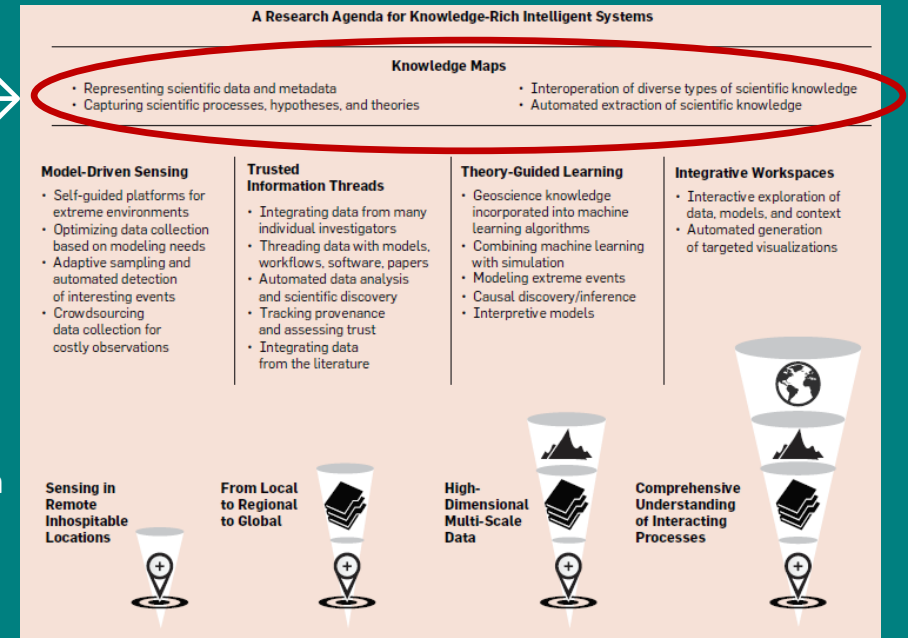 A Research Agenda for Knowledge-Rich Intelligent Systems
Knowledge Maps
• Representing scientific data and metadata
• Capturing scientific processes, hypotheses, and theories
• Interoperation of diverse types of scientific knowledge
• Automated extraction of scientific knowledge
Model-Driven Sensing
• Self-guided platforms for
extreme environments
• Optimizing data collection
based on modeling needs
• Adaptive sampling and
automated detection
of interesting events
• Crowdsourcing
data collection for
costly observations
Trusted
Information Threads
• Integrating data from many
individual investigators
• Threading data with models,
workflows, software, papers
• Automated data analysis
and scientific discovery
• Tracking provenance
and assessing trust
• Integrating data
from the literature
Theory-Guided Learning
• Geoscience knowledge
incorporated into machine
learning algorithms
• Combining machine learning
with simulation
• Modeling extreme events
• Causal discovery/inference
• Interpretive models
Integrative Workspaces
• Interactive exploration of
data, models, and context
• Automated generation
of targeted visualizations
Sensing in
Remote
Inhospitable
Locations
From Local
to Regional
to Global
High-
Dimensional
Multi-Scale
Data
Comprehensive
Understanding
of Interacting
Processes